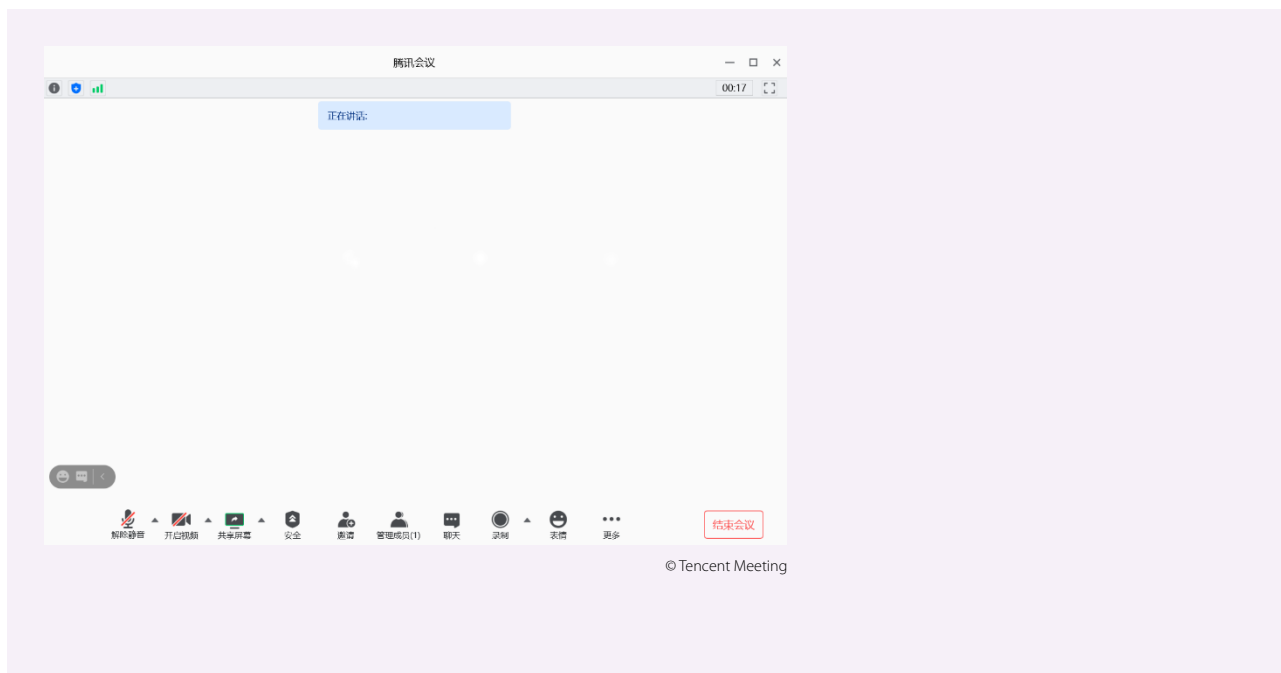 腾讯会议
00:17
正在讲话:
解除静音 开启视频 共享屏幕 安全 邀请 管理成员(1) 聊天 录制 表情 更多 结束会议
© Tencent Meeting